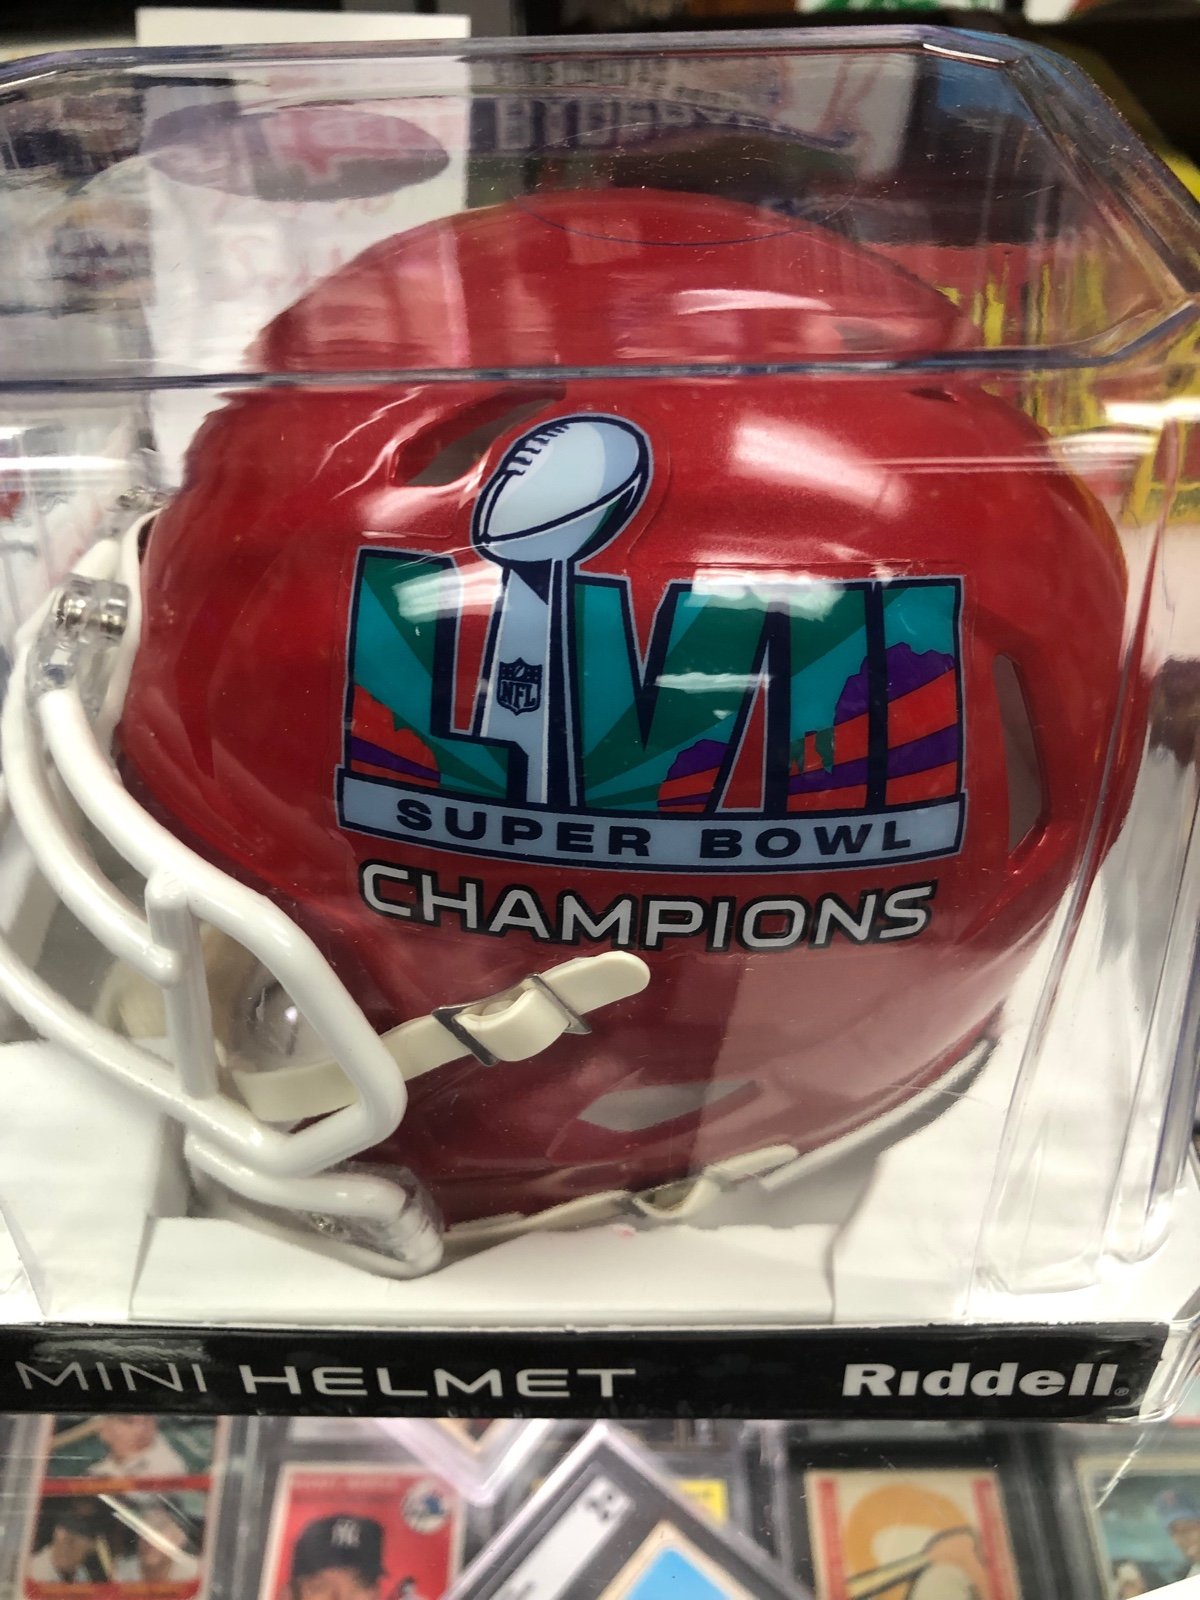 LVII
NFL
SUPER BOWL
CHAMPIONS
MINI HELMET Riddell